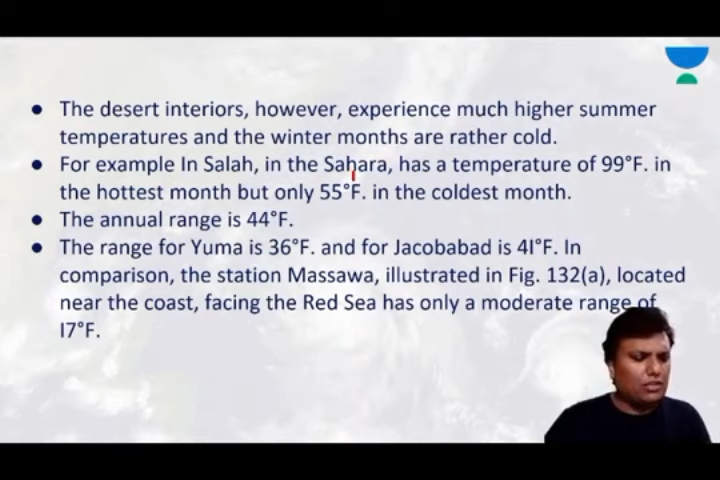 ● The desert interiors, however, experience much higher summer
temperatures and the winter months are rather cold.
● For example In Salah, in the Sahara, has a temperature of 99°F. in
the hottest month but only 55°F. in the coldest month.
● The annual range is 44°F.
● The range for Yuma is 36°F. and for Jacobabad is 4I°F. In
comparison, the station Massawa, illustrated in Fig. 132(a), located
near the coast, facing the Red Sea has only a moderate range of
I7°F.